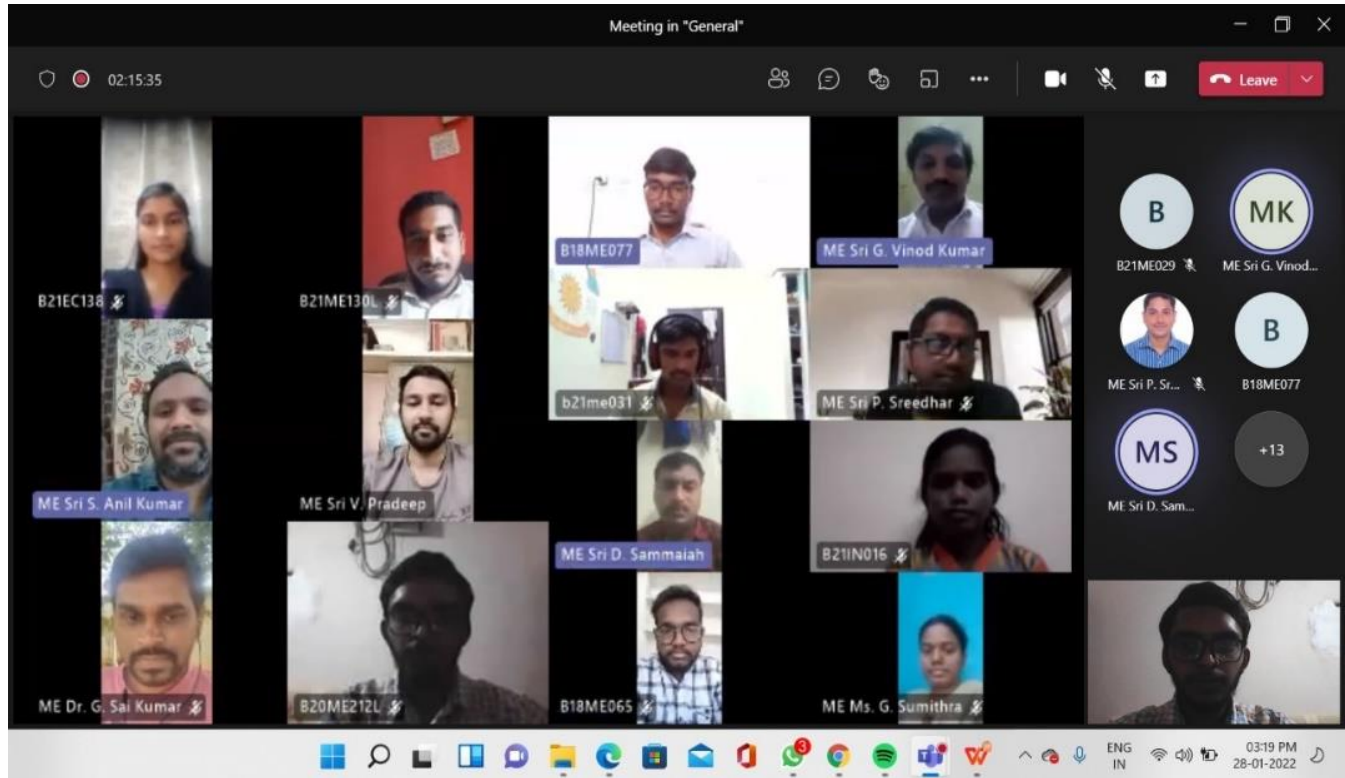 Meeting in "General"
02:15:35
Leave
B21EC138
B21ME130L
B18ME077
ME Sri G. Vinod Kumar
B
B21ME029
MK
ME Sri G. Vinod...
ME Sri P. Sr...
B
B18ME077
b21me031
ME Sri P. Sreedhar
ME Sri S. Anil Kumar
ME Sri V. Pradeep
ME Sri D. Sammaiah
B21IN016
MS
ME Sri D. Sam...
+13
ME Dr. G. Sai Kumar
B20ME212L
B18ME065
ME Ms. G. Sumithra
3
ENG
IN
03:19 PM
28-01-2022